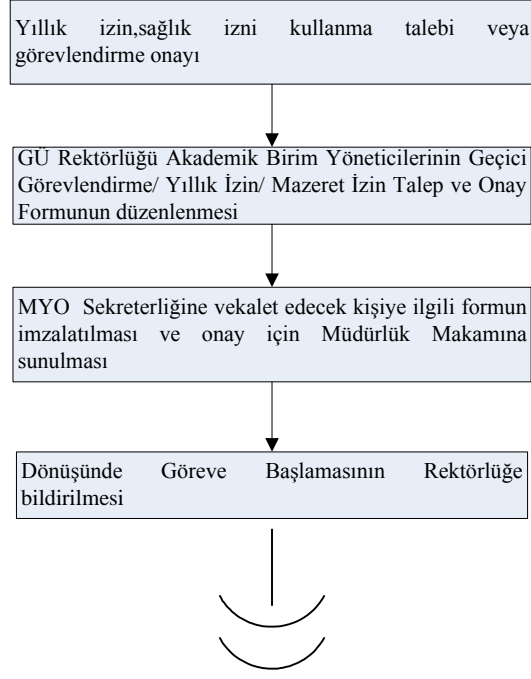 Yıllık izin,sağlık izni kullanma talebi veya
görevlendirme onayı
GÜ Rektörlüğü Akademik Birim Yöneticilerinin Geçici
Görevlendirme/ Yıllık İzin/ Mazeret İzin Talep ve Onay
Formunun düzenlenmesi
MYO Sekreterliğine vekalet edecek kişiye ilgili formun
imzalatılması ve onay için Müdürlük Makamına
sunulması
Dönüşünde Göreve Başlamasının Rektörlüğe
bildirilmesi